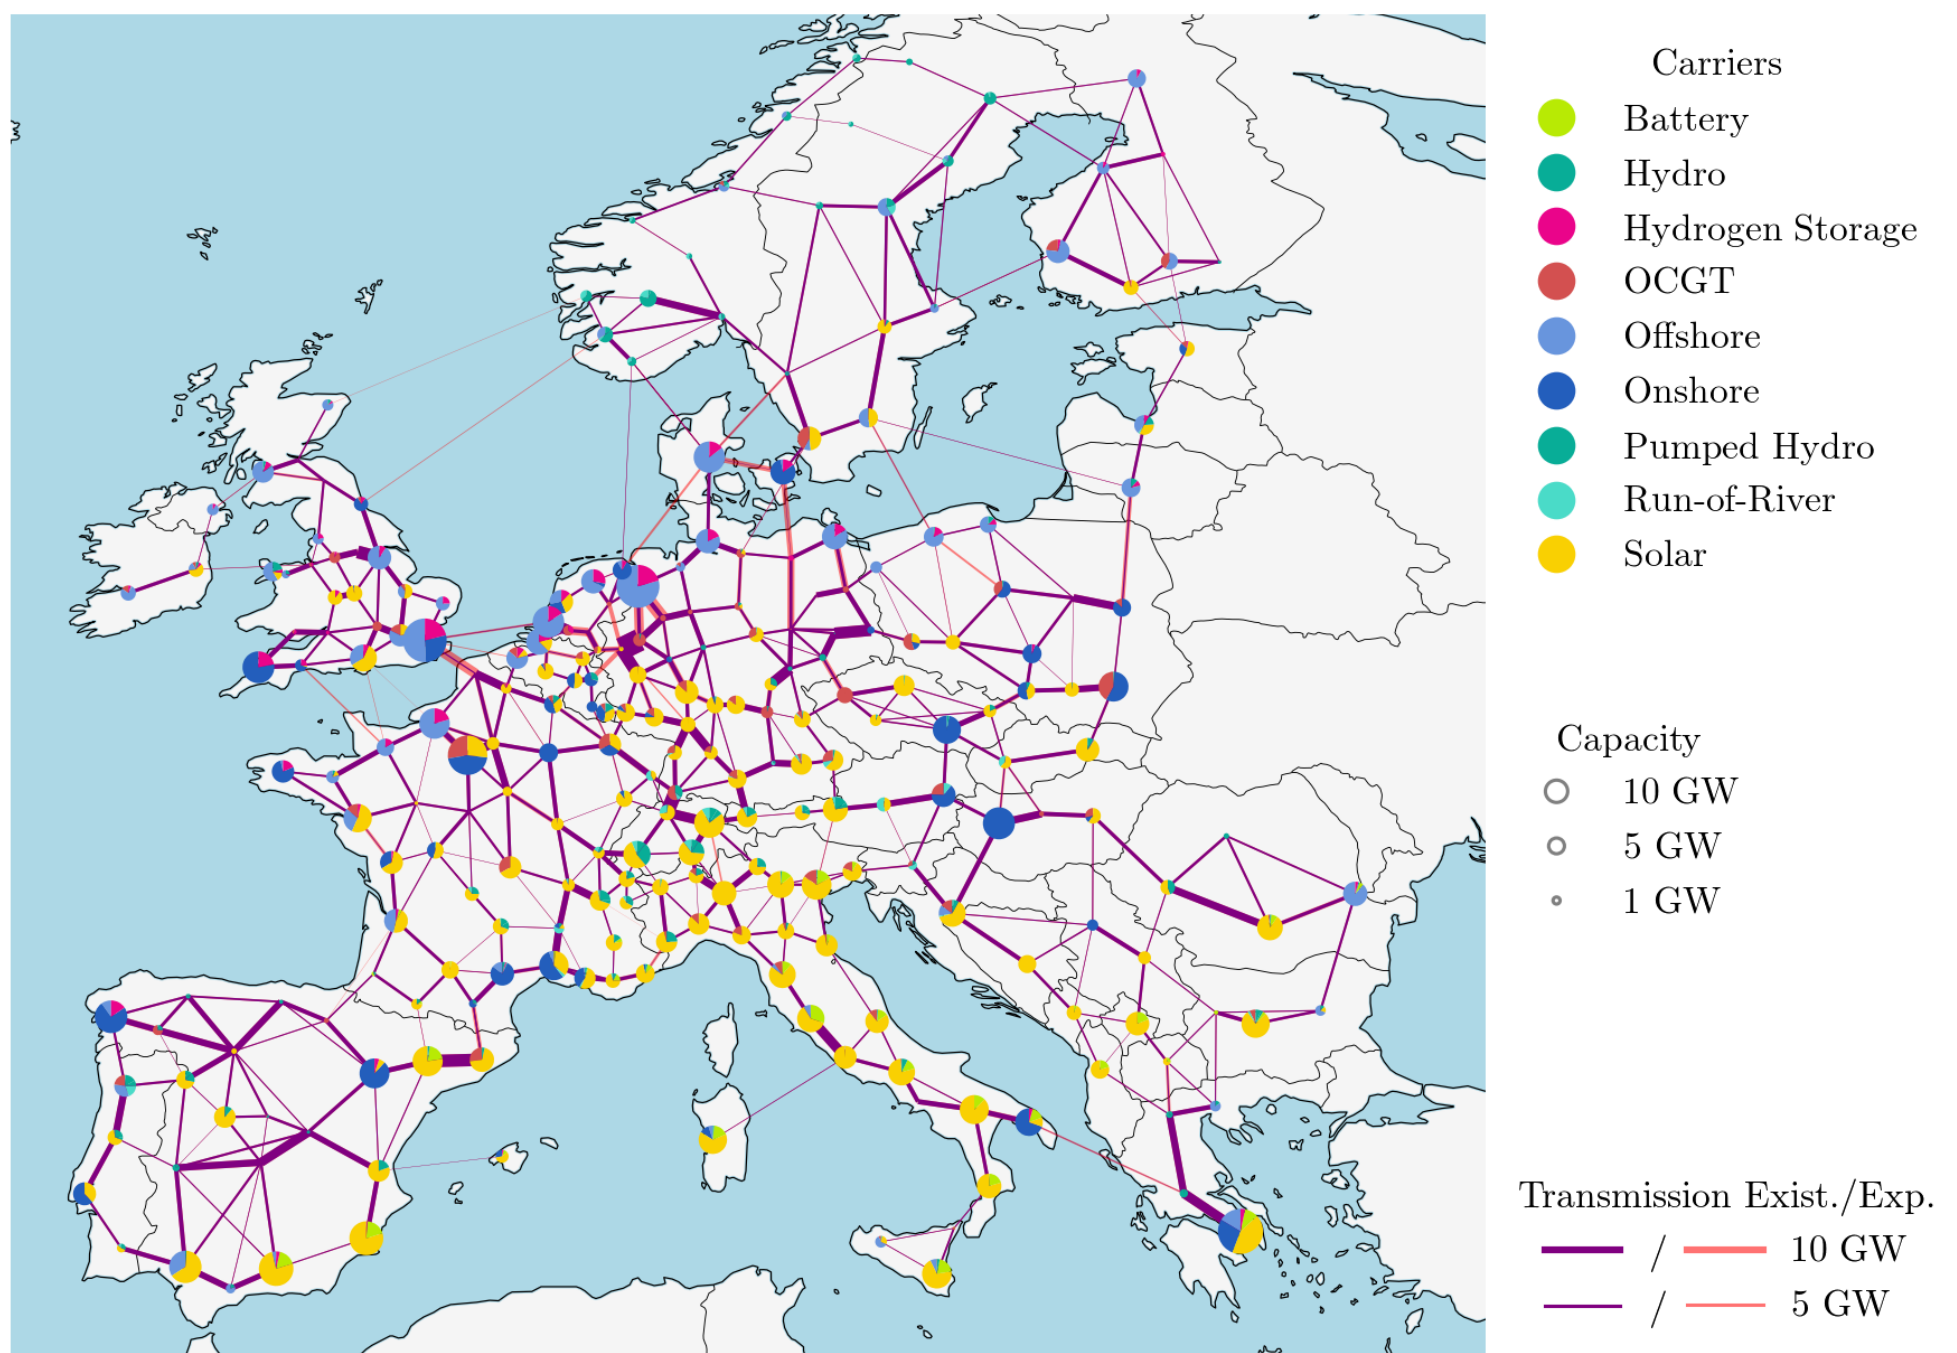 Carriers
Battery
Hydro
Hydrogen Storage
OCGT
Offshore
Onshore
Pumped Hydro
Run-of-River
Solar
Capacity
10 GW
5 GW
1 GW
Transmission Exist./Exp.
/ 10 GW
/ 5 GW